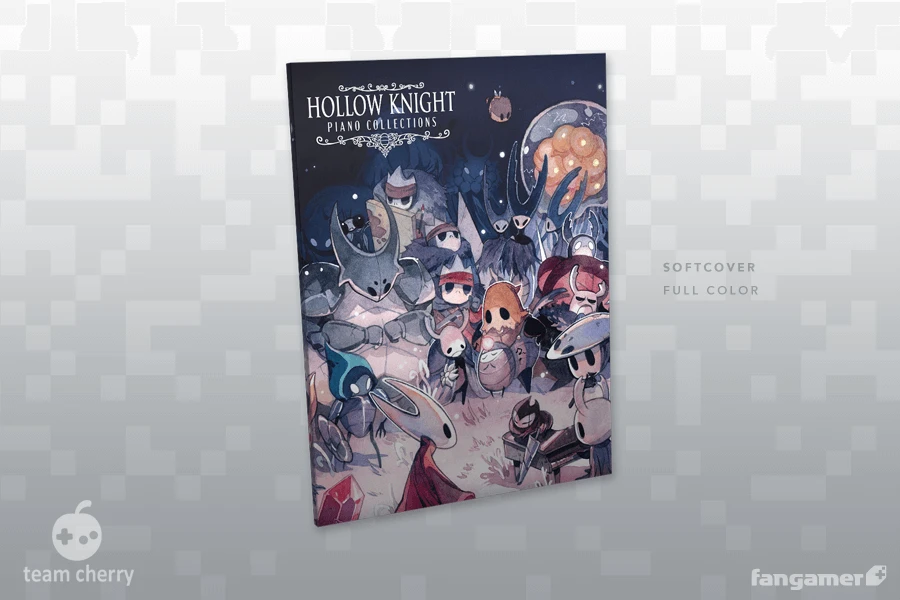 HOLLOW KNIGHT
PIANO COLLECTIONS
SOFTCOVER
FULL COLOR
team cherry
fangamer